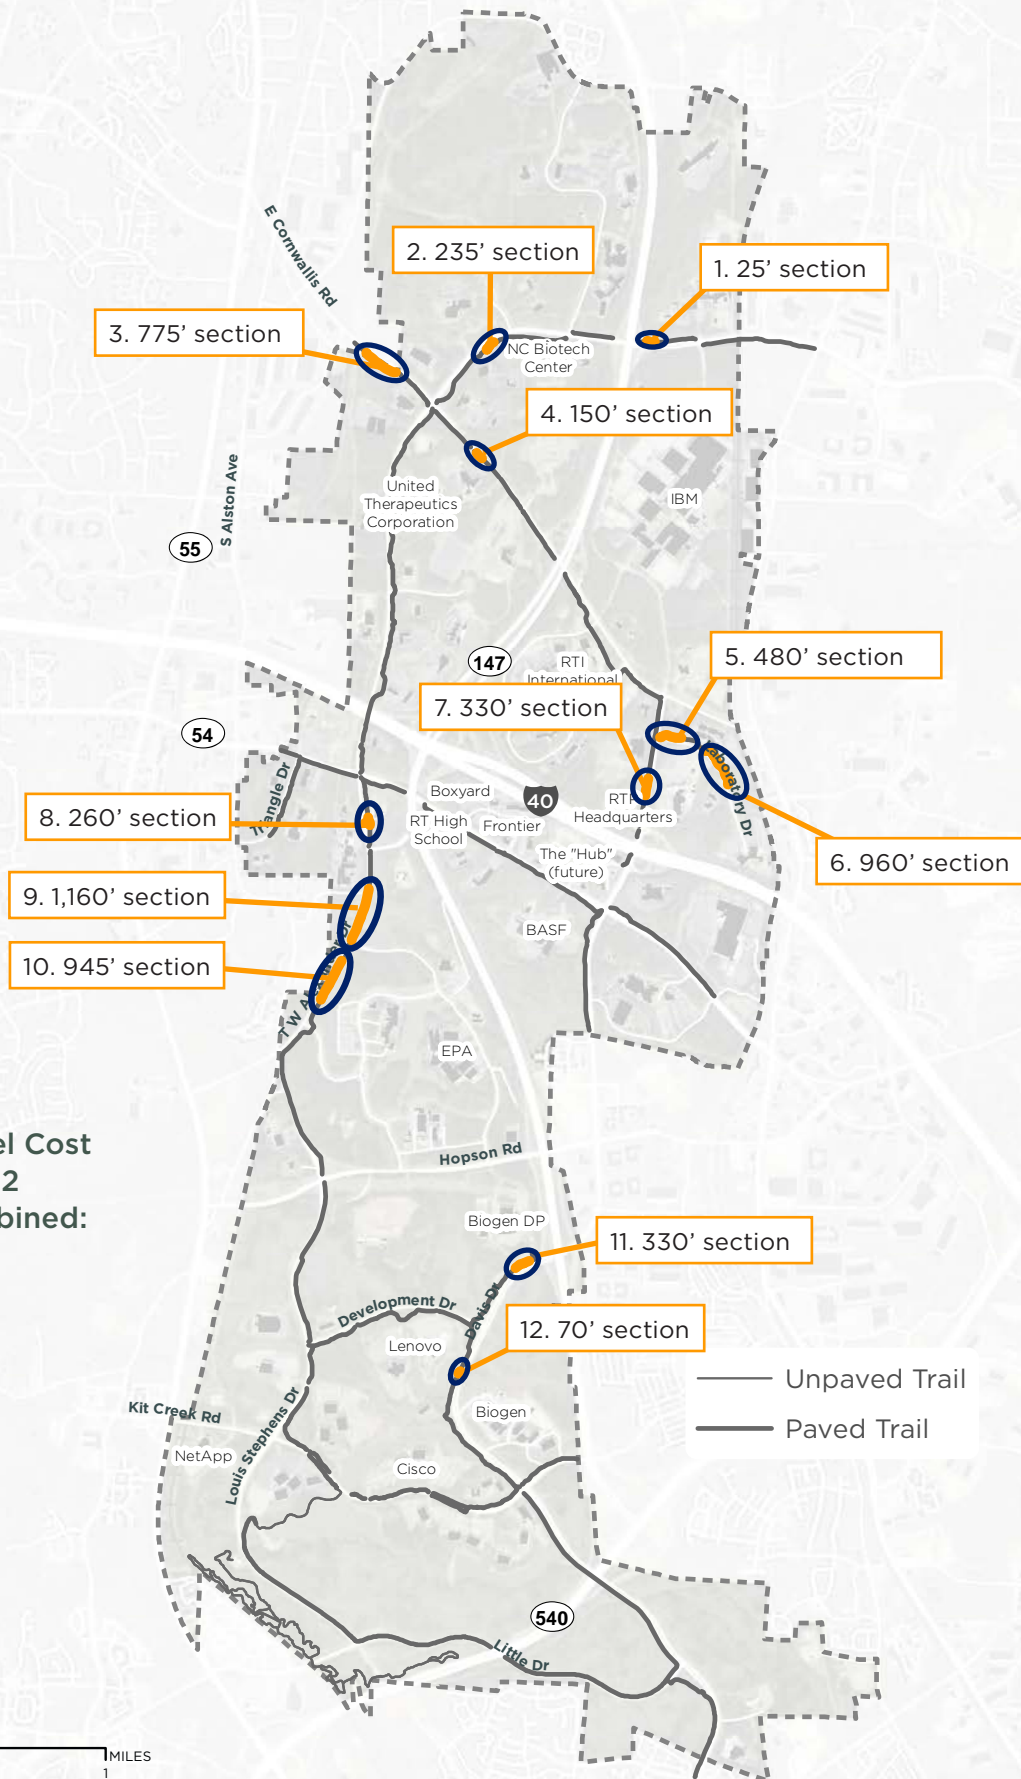 E Cornwallis Rd
2. 235’ section
1. 25’ section
3. 775’ section
NC Biotech
Center
4. 150’ section
United
Therapeutics
Corporation
IBM
S Alston Ave
55
147
RTI
International
5. 480’ section
7. 330’ section
54
Triangle Dr
Laboratory Dr
Boxyard
40
8. 260’ section
RT High
School
Frontier
Headquarters
The "Hub"
(future)
6. 960’ section
9. 1,160’ section
BASF
10. 945’ section
T W
Dr
EPA
Cost
2
Hopson Rd
Biogen DP
11. 330’ section
Development Dr
Davis Dr
12. 70’ section
Lenovo
Unpaved Trail
Kit Creek Rd
Biogen
Paved Trail
NetApp
Louis Stephens Dr
Cisco
540
Little Dr
MILES
1